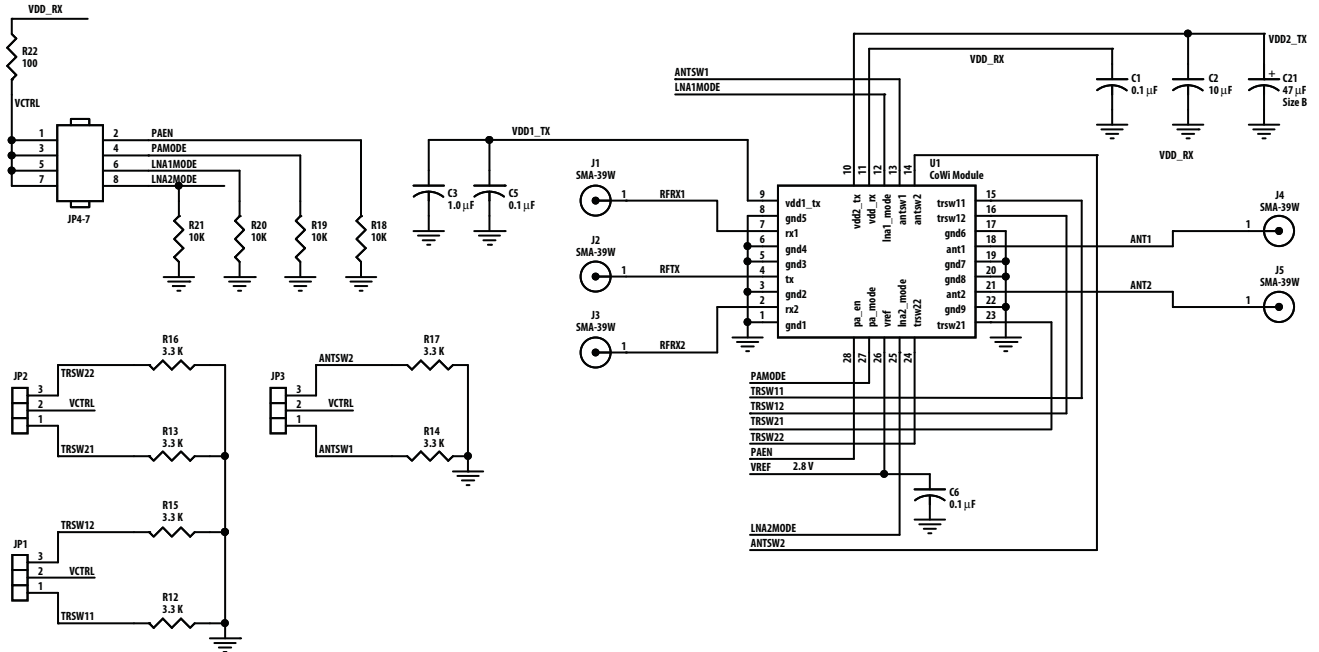 VDD_RX
R22
100
VCTRL
1
3
5
7
2
4
6
8
PAEN
PAMODE
LNA1MODE
LNA2MODE
JP4-7
R21
10K
R20
10K
R19
10K
R18
10K
VDD1_TX
C3
1.0 µF
C5
0.1 µF
ANTSW1
LNA1MODE
VDD_RX
VDD2_TX
C1
0.1 µF
C2
10 µF
+
C21
47 µF
Size B
VDD_RX
J1
SMA-39W
1
RFRX1
J2
SMA-39W
1
RFTX
J3
SMA-39W
1
RFRX2
U1
CoWi Module
10
11
12
13
14
vdd2_tx
vdd_rx
lna1_mode
antsw1
antsw2
9
vdd1_tx
8
gnd5
7
rx1
6
gnd4
5
gnd3
4
tx
3
gnd2
2
rx2
1
gnd1
15
trsw11
16
trsw12
17
gnd6
18
ant1
19
gnd7
20
gnd8
21
ant2
22
gnd9
23
trsw21
pa_en
pa_mode
vref
lna2_mode
trsw22
28
27
26
25
24
ANT1
1
J4
SMA-39W
ANT2
1
J5
SMA-39W
PAMODE
TRSW11
TRSW12
TRSW21
TRSW22
PAEN
VREF 2.8 V
C6
0.1 µF
LNA2MODE
ANTSW2
JP2
3
2
1
TRSW22
VCTRL
TRSW21
R16
3.3 K
R13
3.3 K
JP3
3
2
1
ANTSW2
VCTRL
ANTSW1
R17
3.3 K
R14
3.3 K
JP1
3
2
1
TRSW12
VCTRL
TRSW11
R15
3.3 K
R12
3.3 K